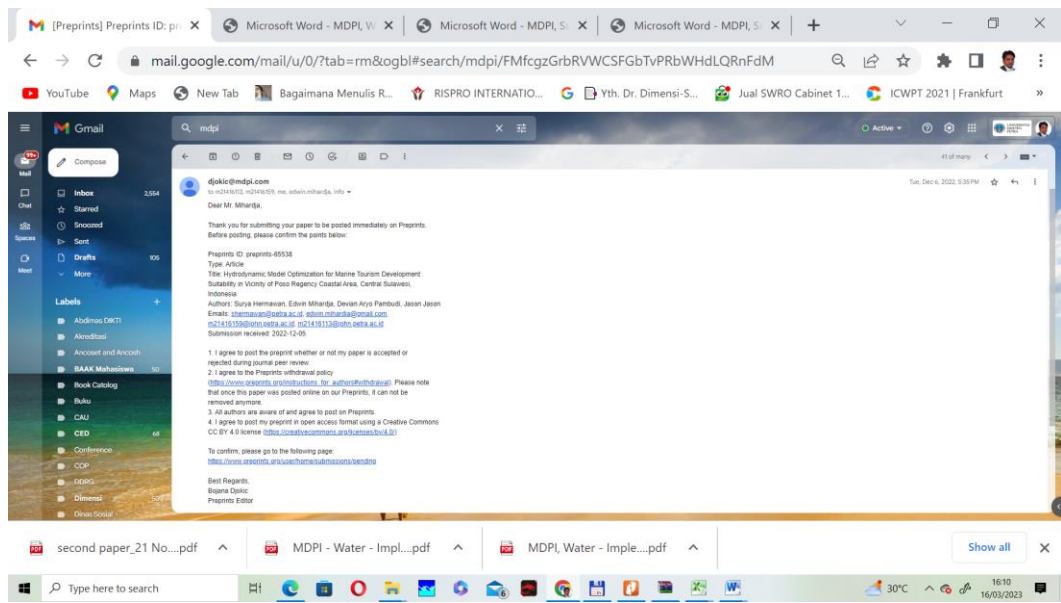 [Preprints] Preprints ID: pr
Microsoft Word - MDPI, W
Microsoft Word - MDPI, S
Microsoft Word - MDPI, S
mail.google.com/mail/u/0/?tab=rm&ogbl#search/mdpi/FMfcgzGrbRVWCSFGbTvPRbWHdLQRnFdM
YouTube
Maps
New Tab
Bagaimana Menulis R...
RISPRO INTERNATIO...
Yth. Dr. Dimensi-S...
Jual SWRO Cabinet 1...
ICWPT 2021 | Frankfurt
»
Gmail
mdpi
Active
99+
Mail
Chat
Spaces
Meet
Compose
Inbox 2,554
Starred
Snoozed
Sent
Drafts 105
More
Labels
Abdimas DIKTI
Akreditasi
Ancoset and Ancosh
BAAK Mahasiswa 50
Book Catolog
Buku
CAU
CED 68
Conference
COP
DDRG
Dimensi
Dinas Sosial
41 of many
djokic@mdpi.com
to m21416113, m21416159, me, edwin.mihardja, info
Tue, Dec 6, 2022, 5:35 PM
Dear Mr. Mihardja,
Thank you for submitting your paper to be posted immediately on Preprints.
Before posting, please confirm the points below:
Preprints ID: preprints-65538
Type: Article
Title: Hydrodynamic Model Optimization for Marine Tourism Development
Suitability in Vicinity of Poso Regency Coastal Area, Central Sulawesi,
Indonesia
Authors: Surya Hermawan, Edwin Mihardja, Devian Aryo Pambudi, Jason Jason
Emails: shermawan@petra.ac.id, edwin.mihardja@gmail.com,
m21416159@john.petra.ac.id, m21416113@john.petra.ac.id
Submission received: 2022-12-05
1. I agree to post the preprint whether or not my paper is accepted or
rejected during journal peer review.
2. I agree to the Preprints withdrawal policy
(https://www.preprints.org/instructions_for_authors#withdrawal). Please note
that once this paper was posted online on our Preprints, it can not be
removed anymore.
3. All authors are aware of and agree to post on Preprints.
4. I agree to post my preprint in open access format using a Creative Commons
CC BY 4.0 license (https://creativecommons.org/licenses/by/4.0/)
To confirm, please go to the following page:
https://www.preprints.org/user/home/submissions/pending
Best Regards,
Bojana Djokic
Preprints Editor
second paper_21 No....pdf
MDPI - Water - Impl....pdf
MDPI, Water - Imple....pdf
Show all
Type here to search
30°C
16:10
16/03/2023